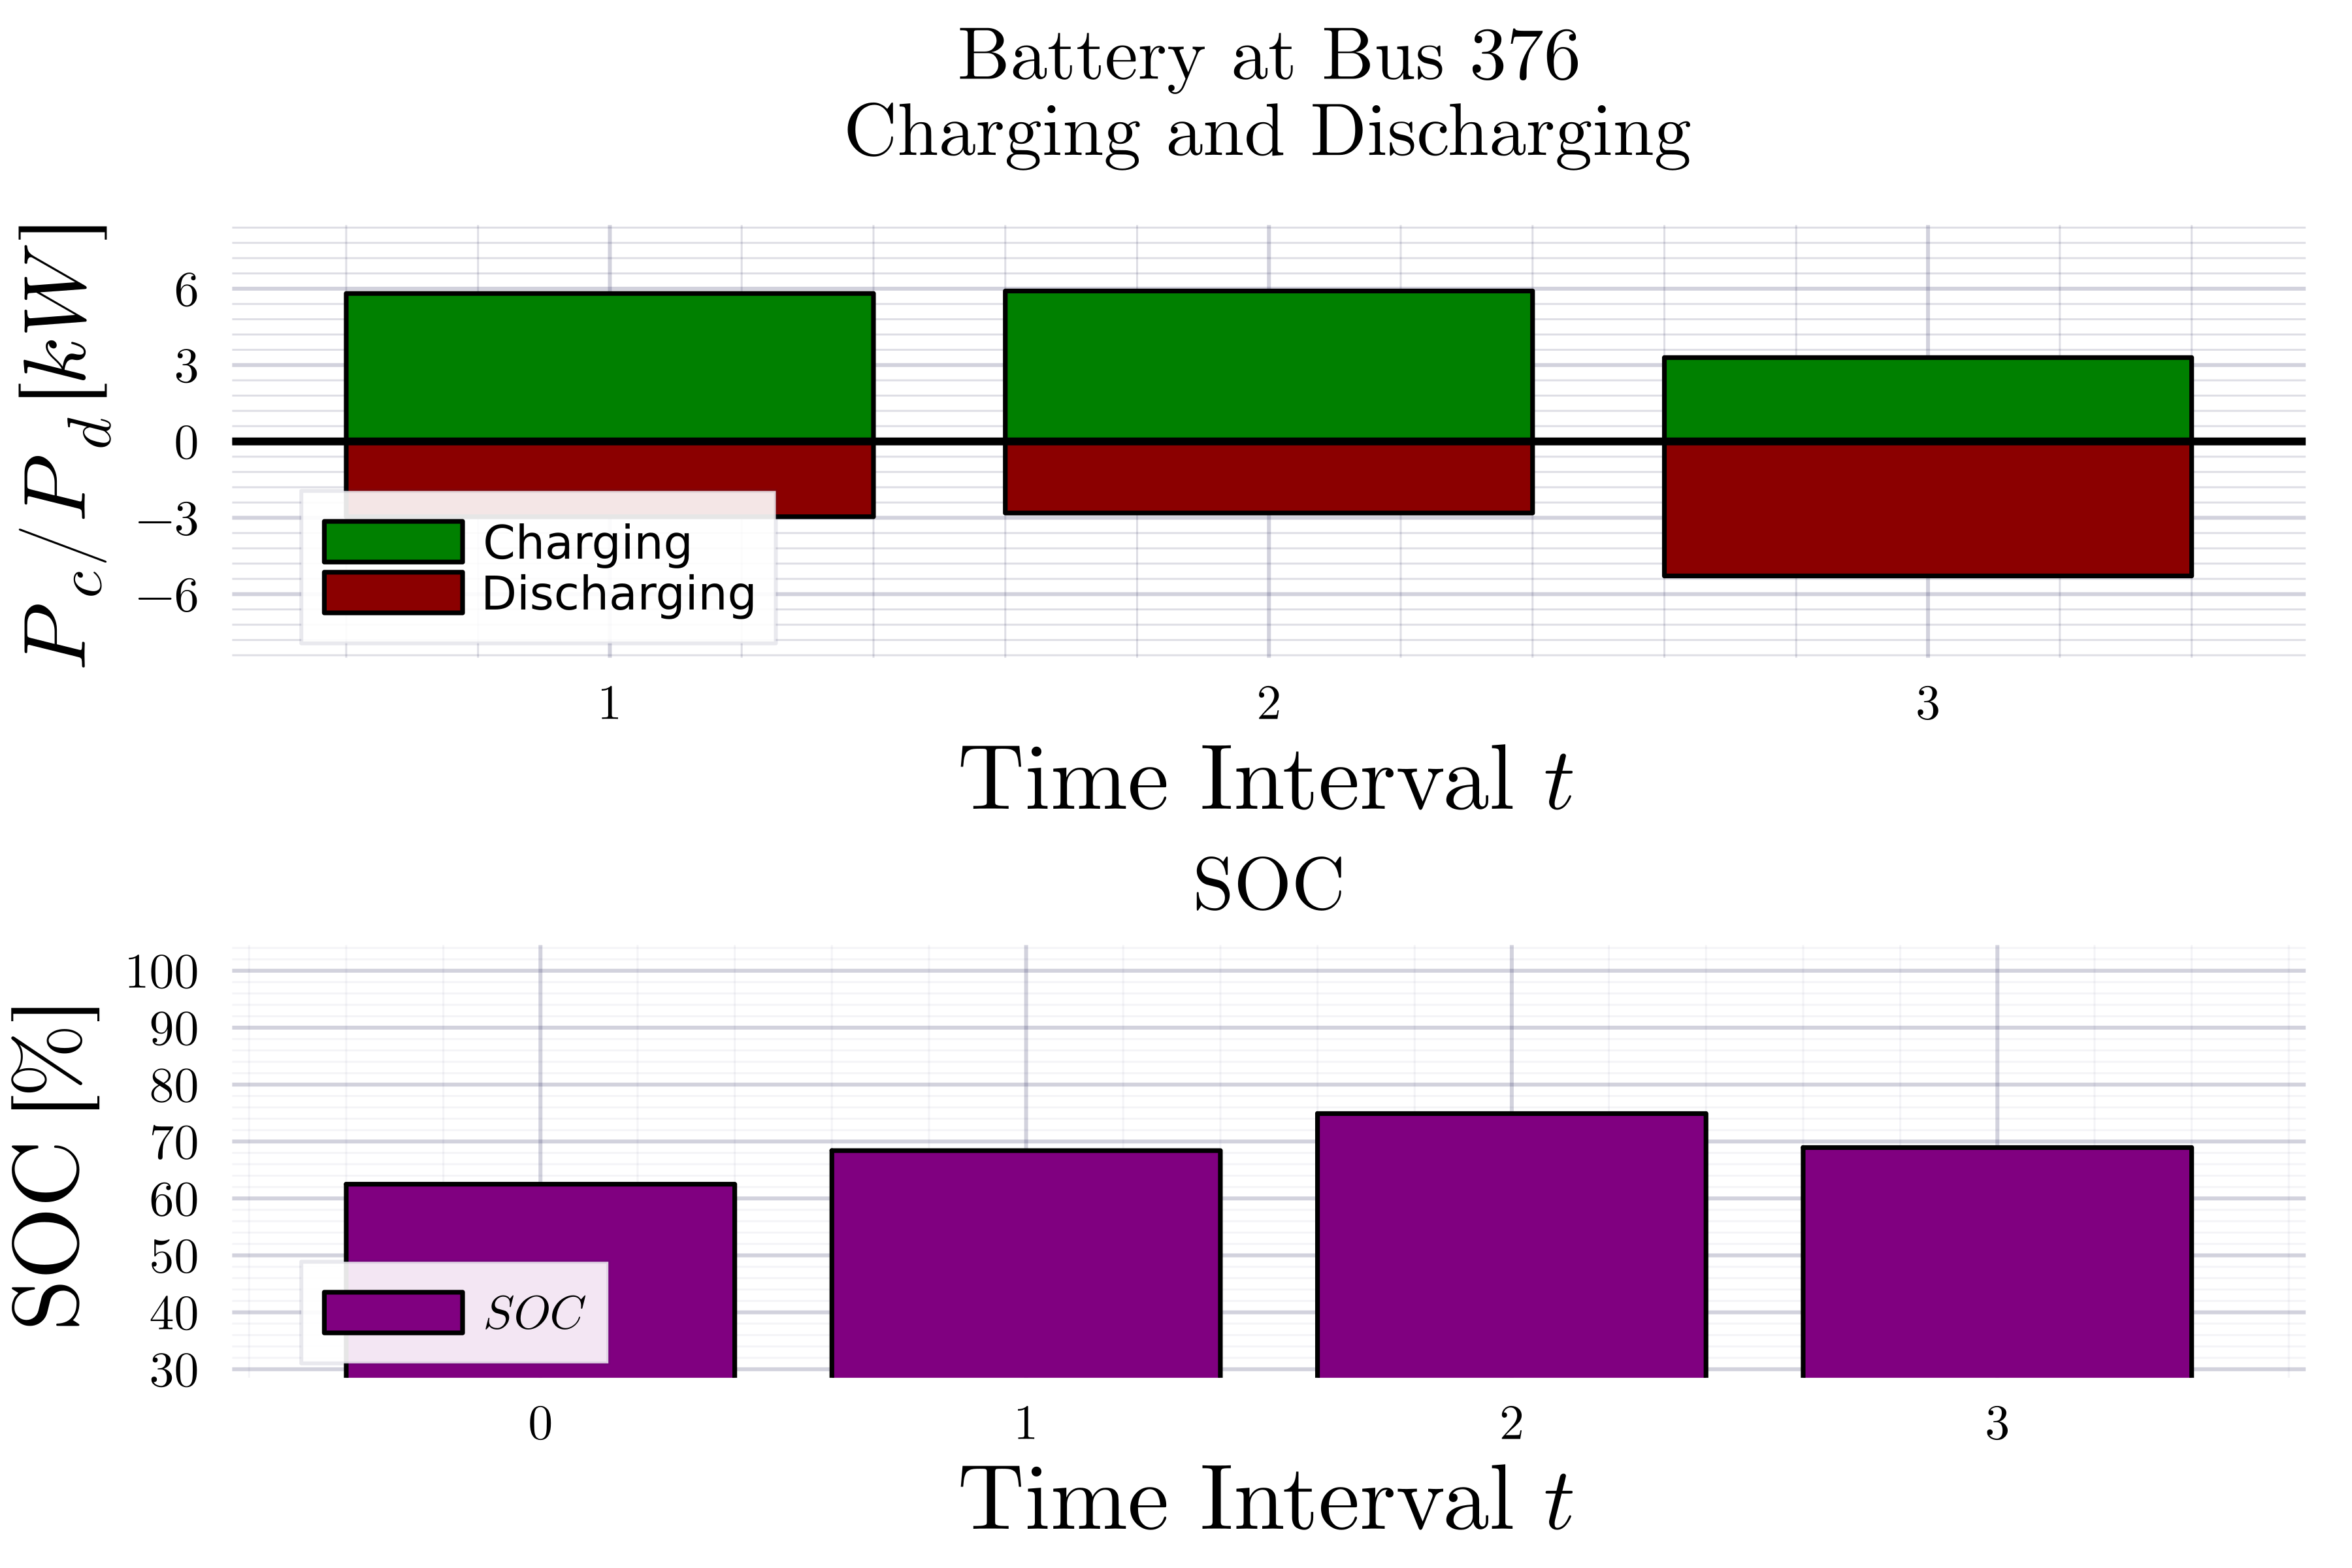 Battery at Bus 376
Charging and Discharging
P_c/P_d [kW]
6
3
0
−3
−6
Charging
Discharging
1 2 3
Time Interval t
SOC
SOC [%]
100
90
80
70
60
50
40
30
SOC
0 1 2 3
Time Interval t